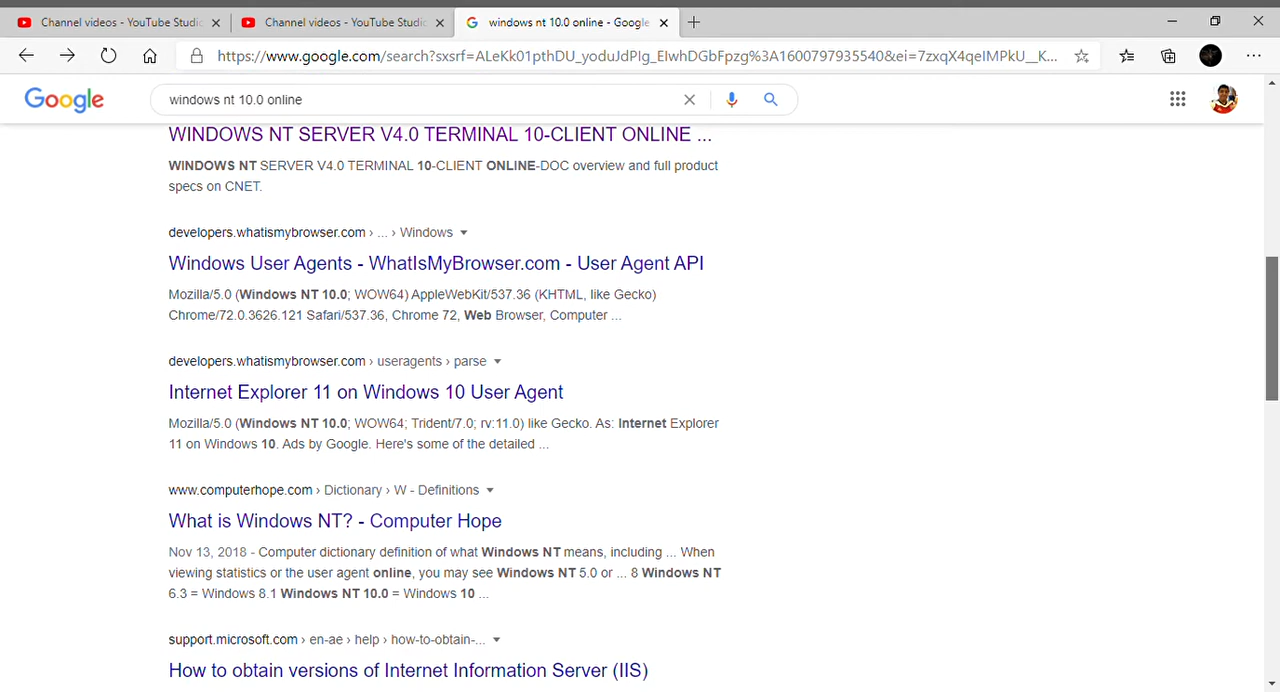 Channel videos - YouTube Studio
Channel videos - YouTube Studio
windows nt 10.0 online - Google
https://www.google.com/search?sxsrf=ALeKk01pthDU_yoduJdPIg_EIwhDGbFpzg%3A1600797935540&ei=7zxqX4qeIMPkU__K...
Google
windows nt 10.0 online
WINDOWS NT SERVER V4.0 TERMINAL 10-CLIENT ONLINE ...
WINDOWS NT SERVER V4.0 TERMINAL 10-CLIENT ONLINE-DOC overview and full product
specs on CNET.
developers.whatismybrowser.com › ... › Windows
Windows User Agents - WhatIsMyBrowser.com - User Agent API
Mozilla/5.0 (Windows NT 10.0; WOW64) AppleWebKit/537.36 (KHTML, like Gecko)
Chrome/72.0.3626.121 Safari/537.36, Chrome 72, Web Browser, Computer ...
developers.whatismybrowser.com › useragents › parse
Internet Explorer 11 on Windows 10 User Agent
Mozilla/5.0 (Windows NT 10.0; WOW64; Trident/7.0; rv:11.0) like Gecko. As: Internet Explorer
11 on Windows 10. Ads by Google. Here's some of the detailed ...
www.computerhope.com › Dictionary › W - Definitions
What is Windows NT? - Computer Hope
Nov 13, 2018 - Computer dictionary definition of what Windows NT means, including ... When
viewing statistics or the user agent online, you may see Windows NT 5.0 or ... 8 Windows NT
6.3 = Windows 8.1 Windows NT 10.0 = Windows 10 ...
support.microsoft.com › en-ae › help › how-to-obtain-...
How to obtain versions of Internet Information Server (IIS)